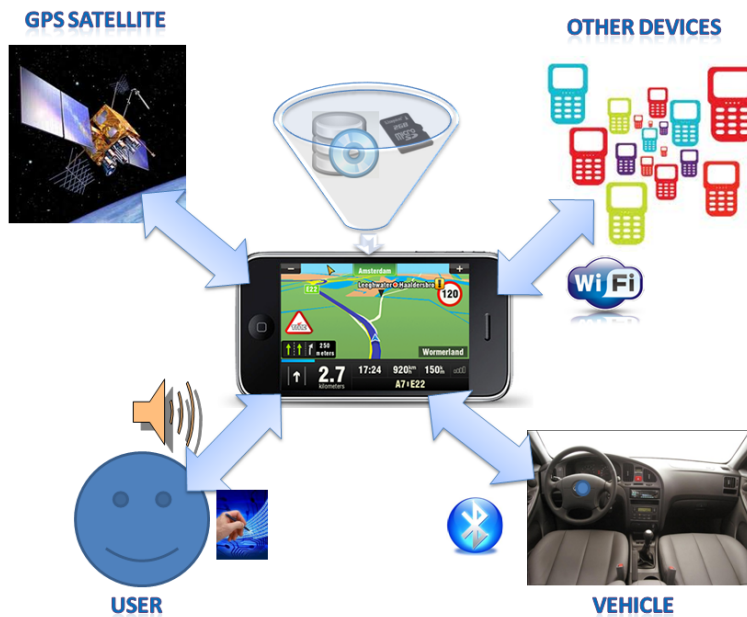 GPS SATELLITE
OTHER DEVICES
Amsterdam
E22
Leeghwater
Haaldersbro
120
Wi Fi
250
meters
Wormerland
2.7
kilometers
17:24
920
150
A7
E22
USER
VEHICLE